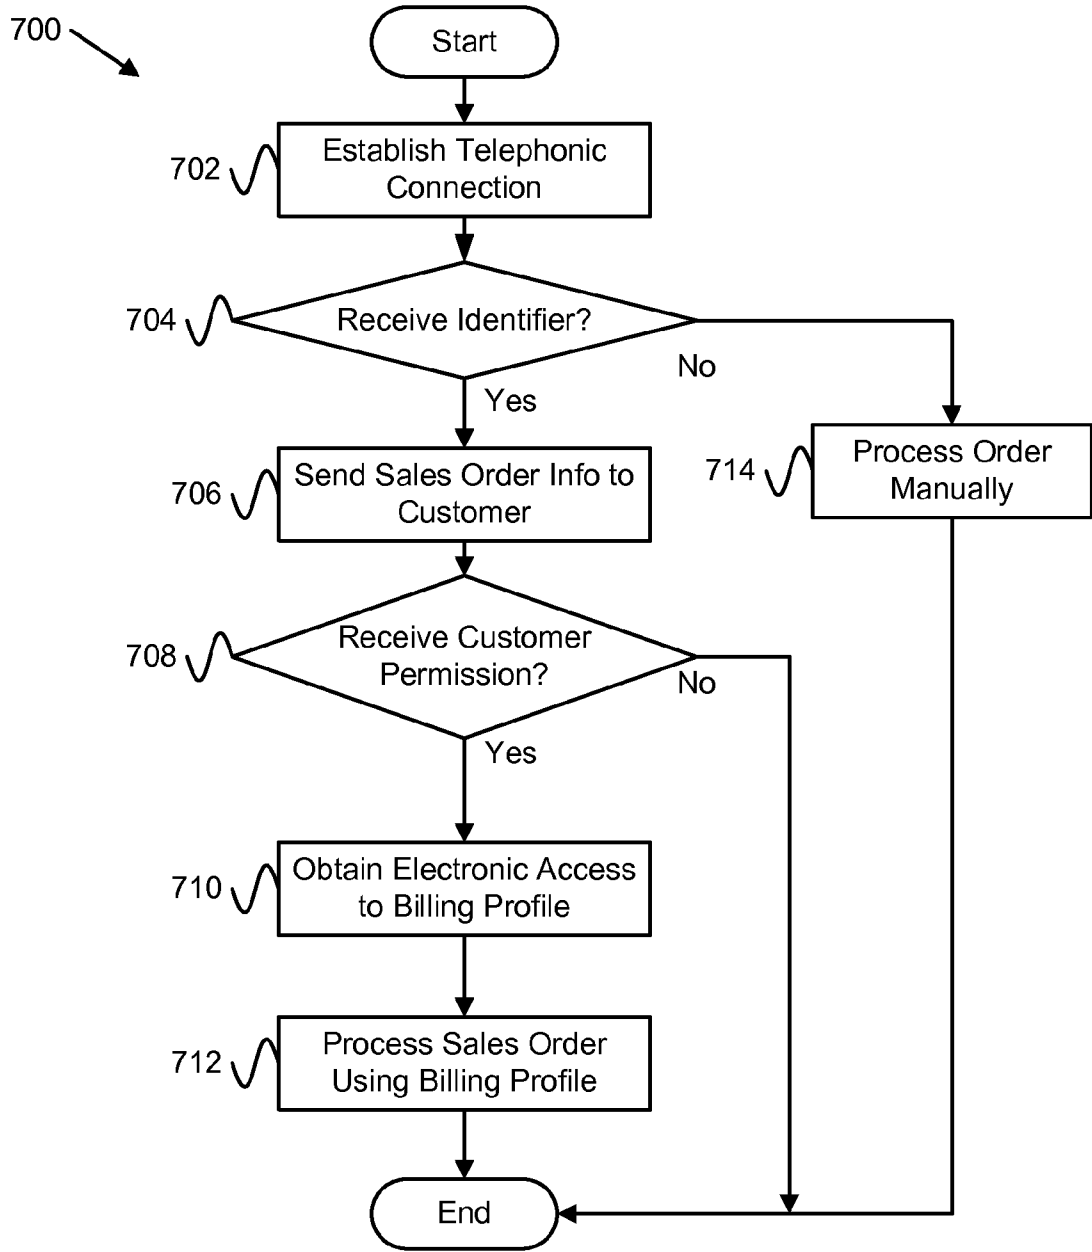 700
Start
702
Establish Telephonic
Connection
704
Receive Identifier?
No
Yes
706
Send Sales Order Info to
Customer
714
Process Order
Manually
708
Receive Customer
Permission?
No
Yes
710
Obtain Electronic Access
to Billing Profile
712
Process Sales Order
Using Billing Profile
End